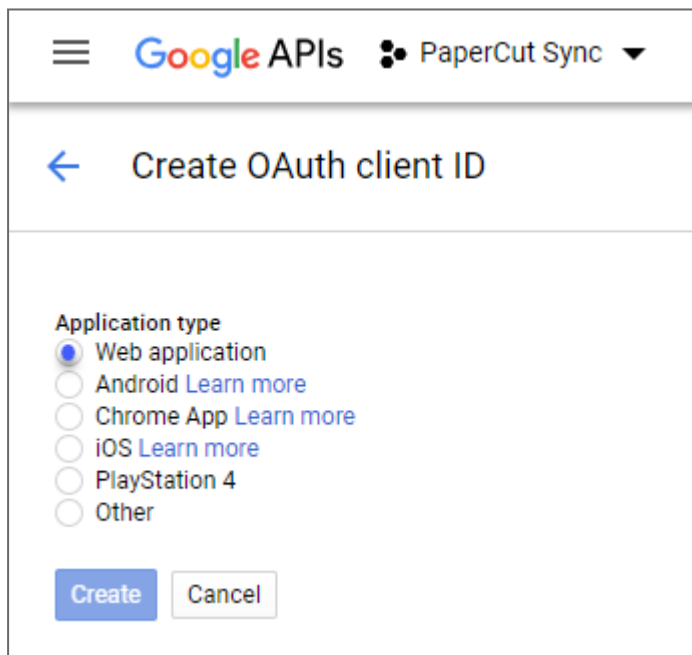 Google APIs PaperCut Sync
Create OAuth client ID
Application type
Web application
Android Learn more
Chrome App Learn more
iOS Learn more
PlayStation 4
Other
Create Cancel